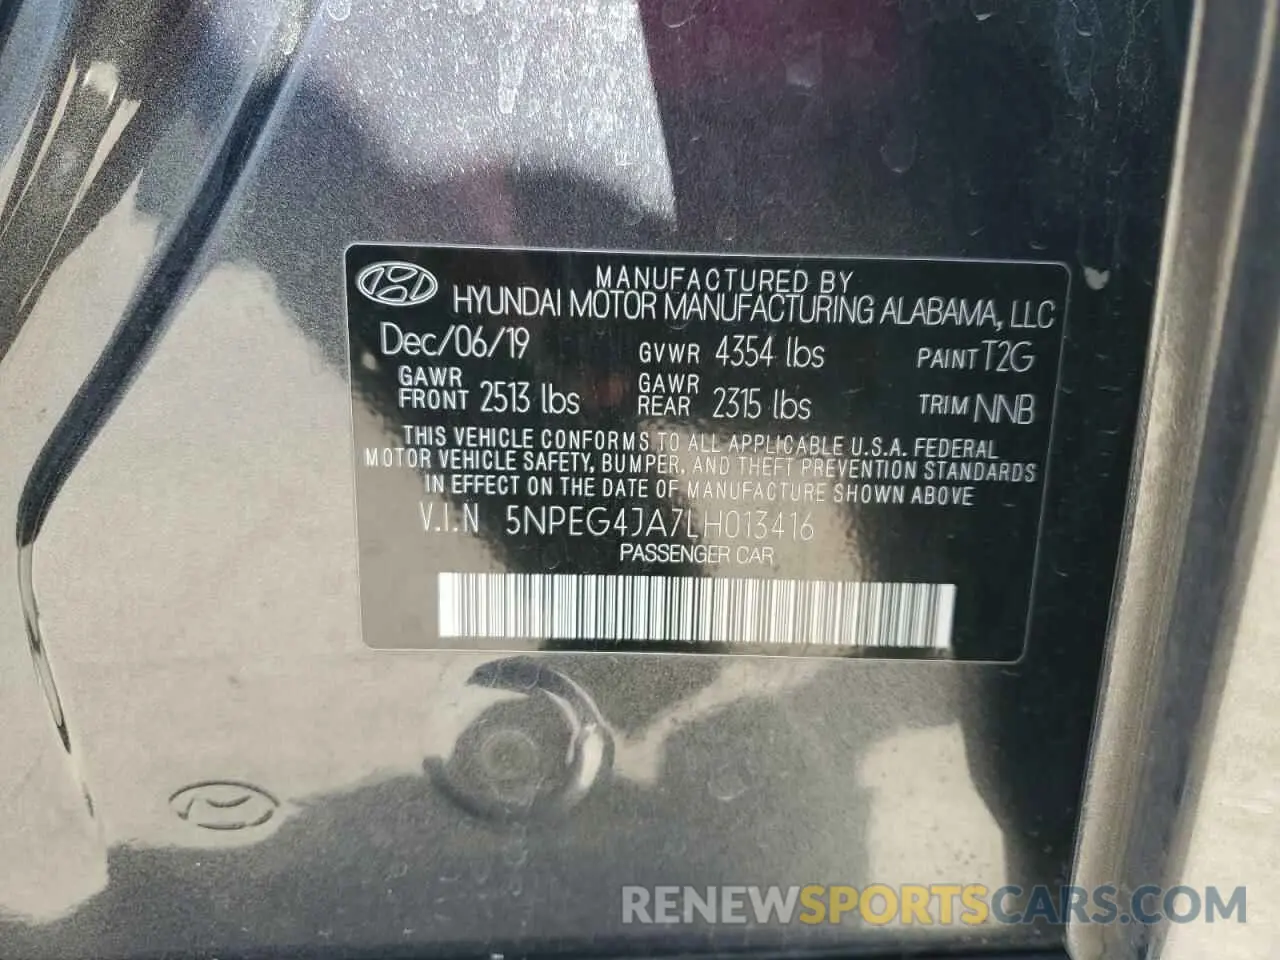 MANUFACTURED BY
HYUNDAI MOTOR MANUFACTURING ALABAMA, LLC
Dec/06/19 GVWR 4354 lbs PAINT T2G
GAWR FRONT 2513 lbs GAWR REAR 2315 lbs TRIM NNB
THIS VEHICLE CONFORMS TO ALL APPLICABLE U.S.A. FEDERAL
MOTOR VEHICLE SAFETY, BUMPER, AND THEFT PREVENTION STANDARDS
IN EFFECT ON THE DATE OF MANUFACTURE SHOWN ABOVE
V.I.N 5NPEG4JA7LH013416
PASSENGER CAR
RENEWSPORTSCARS.COM